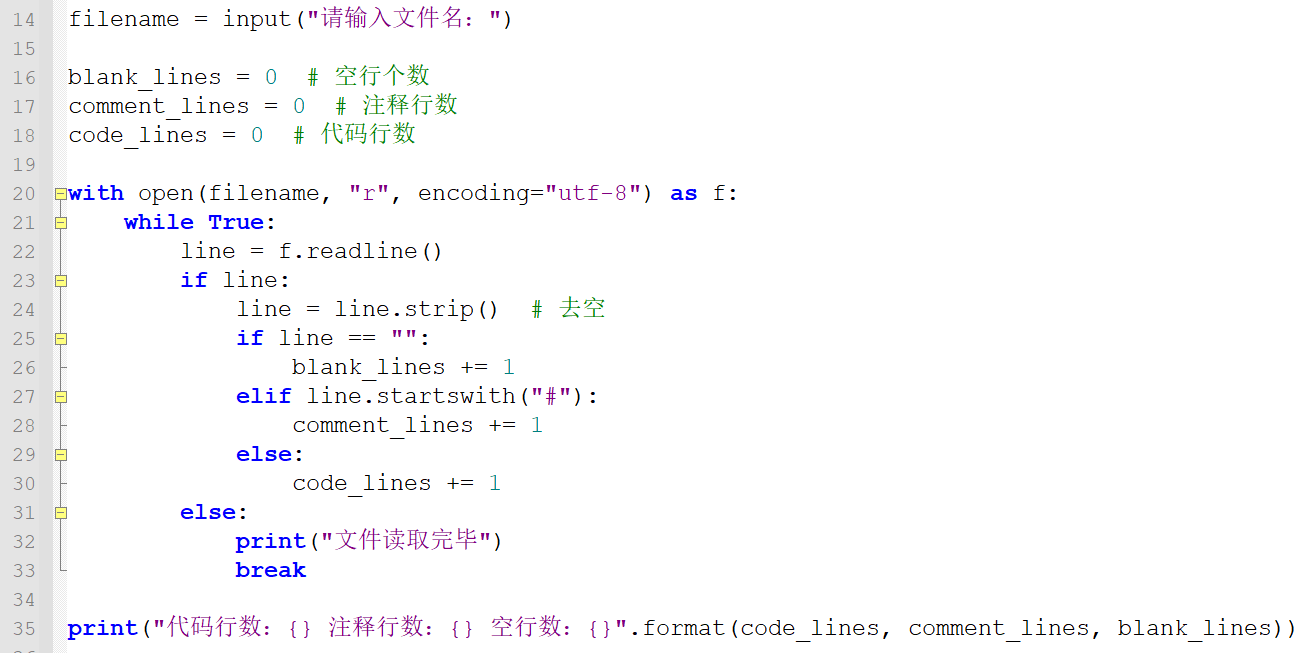 14 filename = input("请输入文件名：")
15
16 blank_lines = 0  # 空行个数
17 comment_lines = 0  # 注释行数
18 code_lines = 0  # 代码行数
19
20 with open(filename, "r", encoding="utf-8") as f:
21     while True:
22         line = f.readline()
23         if line:
24             line = line.strip()  # 去空
25             if line == "":
26                 blank_lines += 1
27             elif line.startswith("#"):
28                 comment_lines += 1
29             else:
30                 code_lines += 1
31         else:
32             print("文件读取完毕")
33             break
34
35 print("代码行数：{} 注释行数：{} 空行数：{}".format(code_lines, comment_lines, blank_lines))